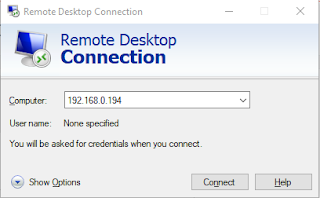 Remote Desktop Connection
Remote Desktop
Connection
Computer: 192.168.0.194
User name: None specified
You will be asked for credentials when you connect.
Show Options Connect Help